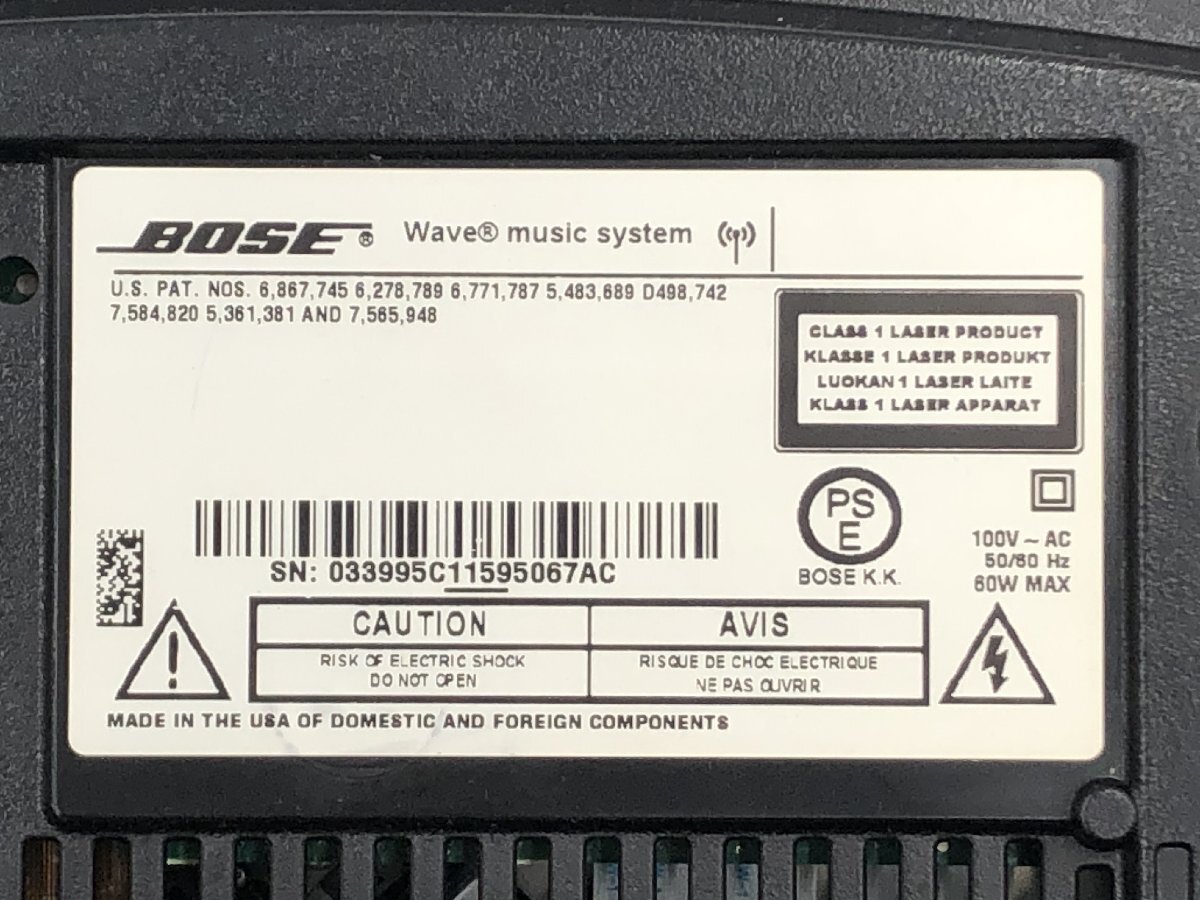 BOSE® Wave® music system
U.S. PAT. NOS. 6,867,745 6,278,789 6,771,787 5,483,689 D498,742
7,584,820 5,361,381 AND 7,565,948
CLASS 1 LASER PRODUCT
KLASSE 1 LASER PRODUKT
LUOKAN 1 LASER LAITE
KLASS 1 LASER APPARAT
PS
E
BOSE K.K.
100V ~ AC
50/60 Hz
60W MAX
SN: 033995C11595067AC
CAUTION
RISK OF ELECTRIC SHOCK
DO NOT OPEN
AVIS
RISQUE DE CHOC ELECTRIQUE
NE PAS OUVRIR
MADE IN THE USA OF DOMESTIC AND FOREIGN COMPONENTS